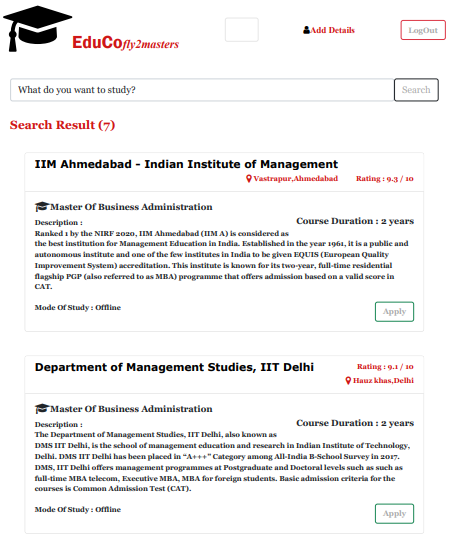 EduCofly2masters
Add Details
LogOut
What do you want to study?
Search
Search Result (7)
IIM Ahmedabad - Indian Institute of Management
Vastrapur,Ahmedabad Rating : 9.3 / 10
Master Of Business Administration
Description : Course Duration : 2 years
Ranked 1 by the NIRF 2020, IIM Ahmedabad (IIM A) is considered as
the best institution for Management Education in India. Established in the year 1961, it is a public and
autonomous institute and one of the few institutes in India to be given EQUIS (European Quality
Improvement System) accreditation. This institute is known for its two-year, full-time residential
flagship PGP (also referred to as MBA) programme that offers admission based on a valid score in
CAT.
Mode Of Study : Offline
Apply
Department of Management Studies, IIT Delhi
Rating : 9.1 / 10
Hauz khas,Delhi
Master Of Business Administration
Description : Course Duration : 2 years
The Department of Management Studies, IIT Delhi, also known as
DMS IIT Delhi, is the school of management education and research in Indian Institute of Technology,
Delhi. DMS IIT Delhi has been placed in “A+++” Category among All-India B-School Survey in 2017.
DMS, IIT Delhi offers management programmes at Postgraduate and Doctoral levels such as such as
full-time MBA telecom, Executive MBA, MBA for foreign students. Basic admission criteria for the
courses is Common Admission Test (CAT).
Mode Of Study : Offline
Apply